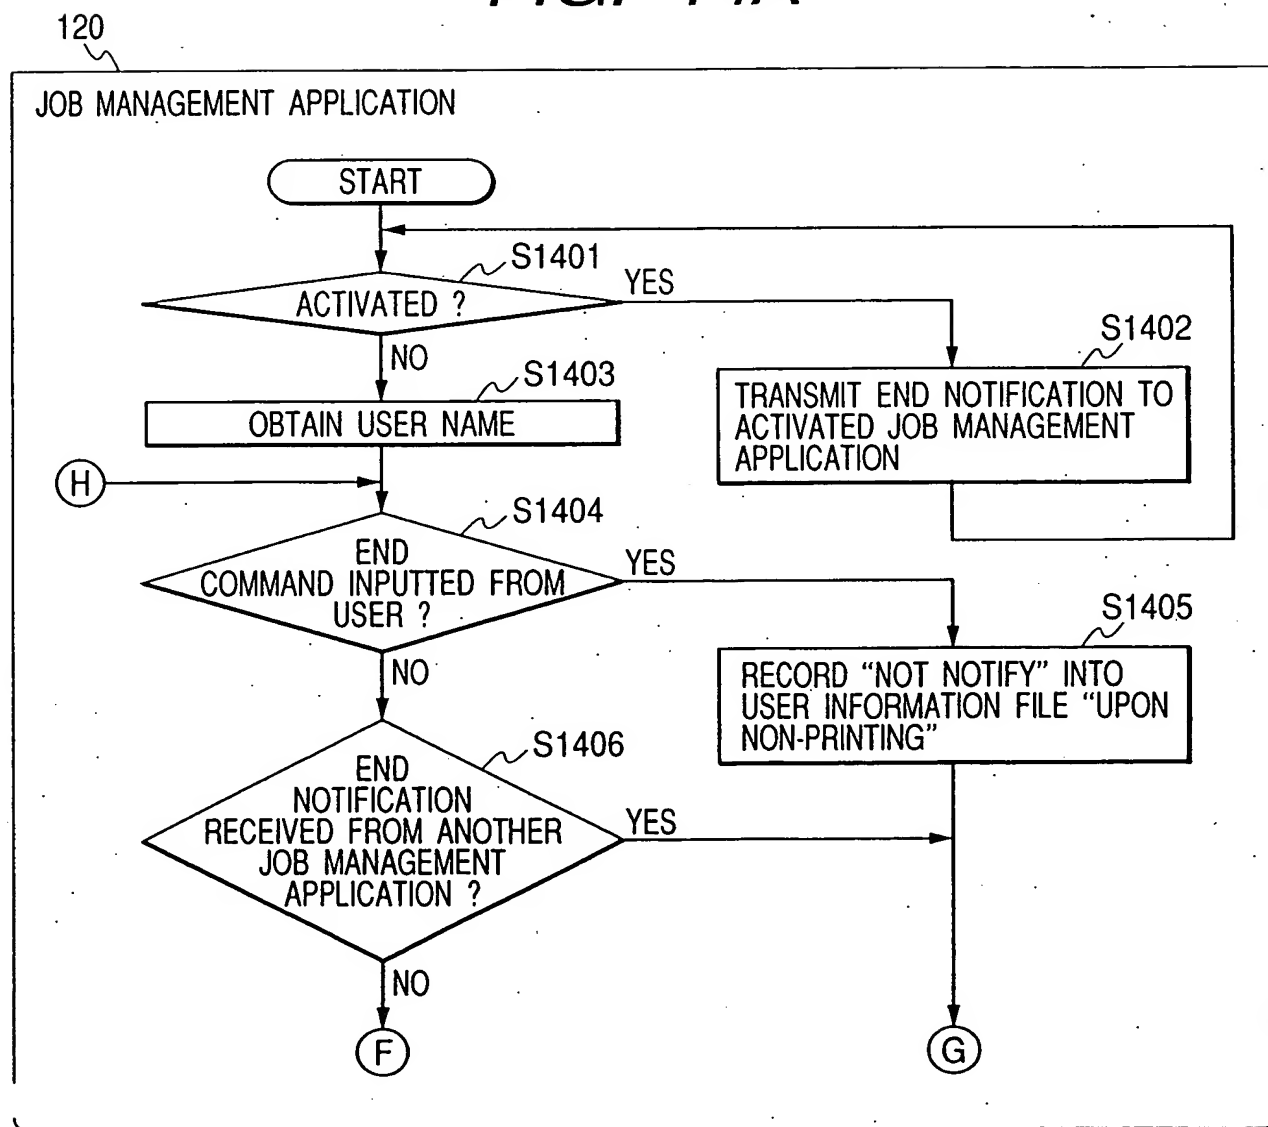 120
JOB MANAGEMENT APPLICATION
START
S1401
ACTIVATED ?
YES
NO
S1402
TRANSMIT END NOTIFICATION TO
ACTIVATED JOB MANAGEMENT
APPLICATION
S1403
OBTAIN USER NAME
H
S1404
END
COMMAND INPUTTED FROM
USER ?
YES
NO
S1405
RECORD “NOT NOTIFY” INTO
USER INFORMATION FILE “UPON
NON-PRINTING”
S1406
END
NOTIFICATION
RECEIVED FROM ANOTHER
JOB MANAGEMENT
APPLICATION ?
YES
NO
F
G